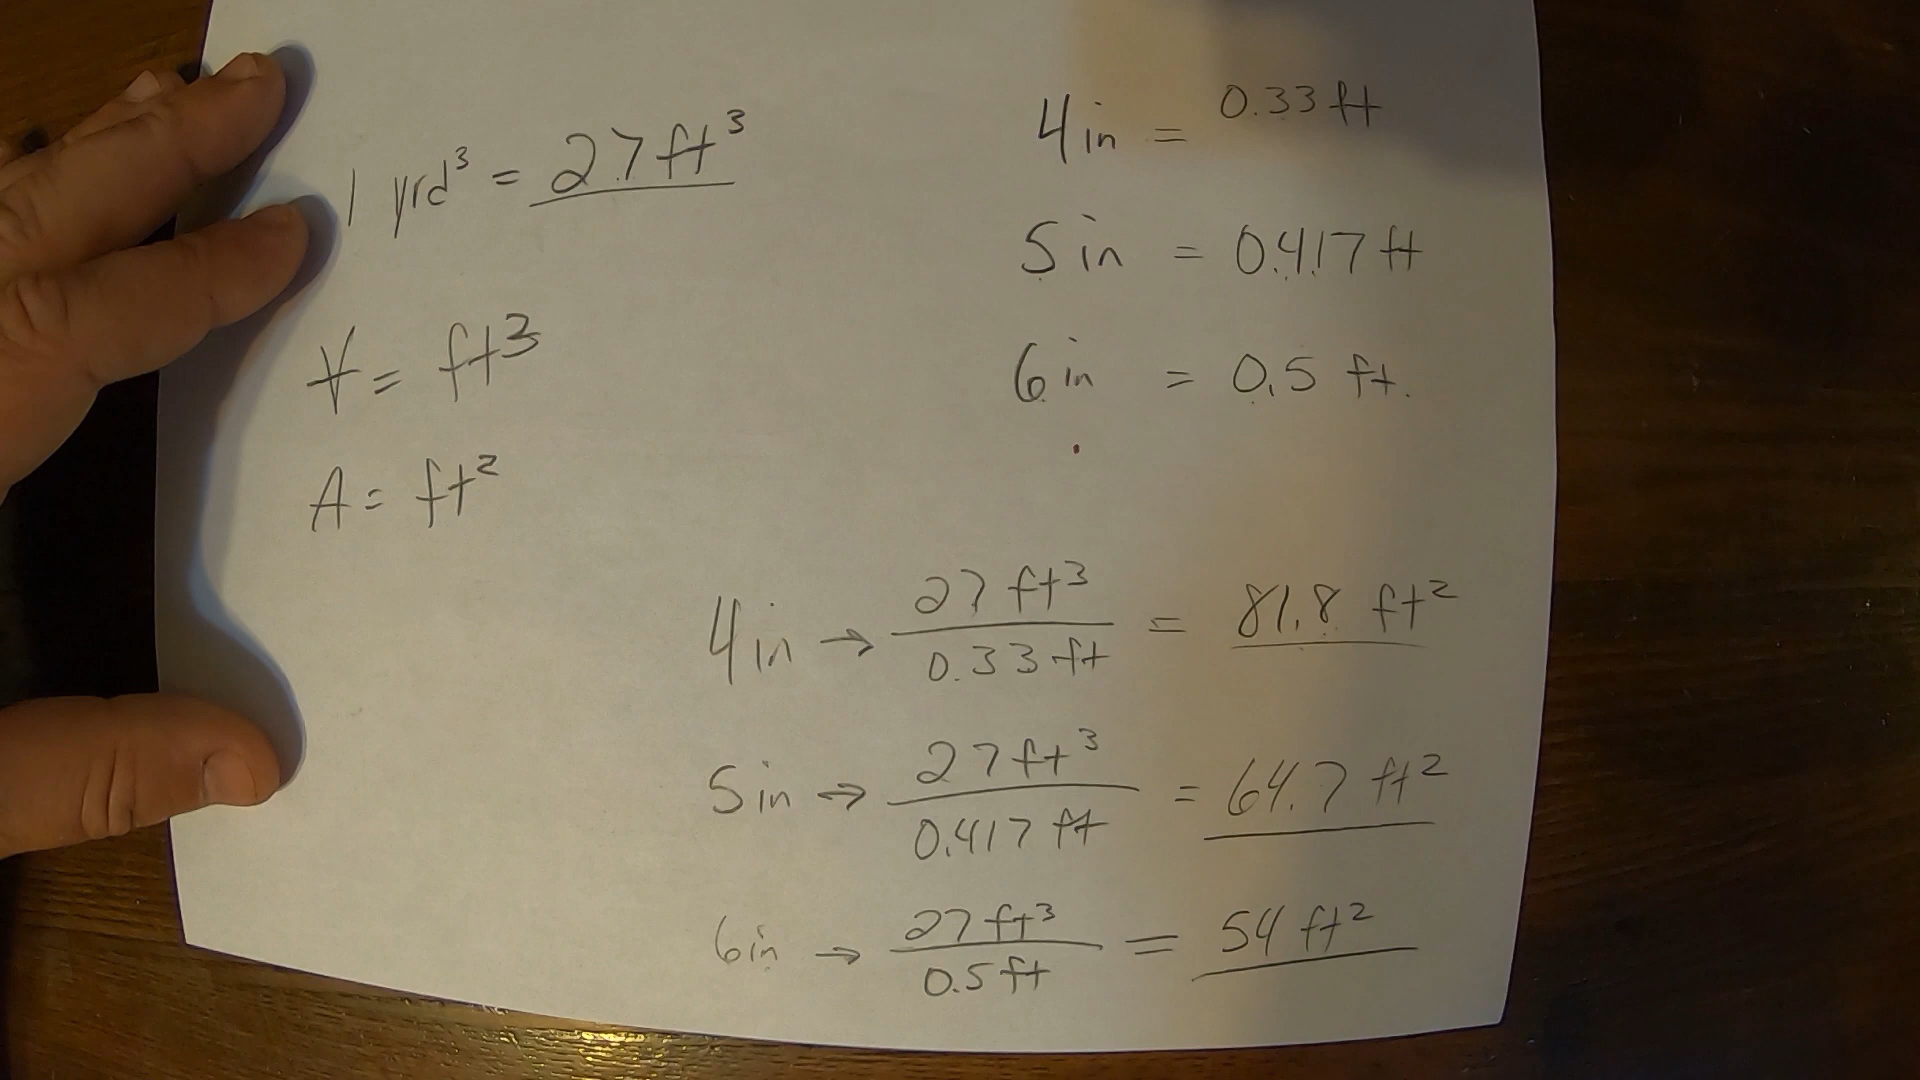 1 yrd³ = 27 ft³
V = ft³
A = ft²
4 in = 0.33 ft
5 in = 0.417 ft
6 in = 0.5 ft.
4 in → 27 ft³ / 0.33 ft = 81.8 ft²
5 in → 27 ft³ / 0.417 ft = 64.7 ft²
6 in → 27 ft³ / 0.5 ft = 54 ft²